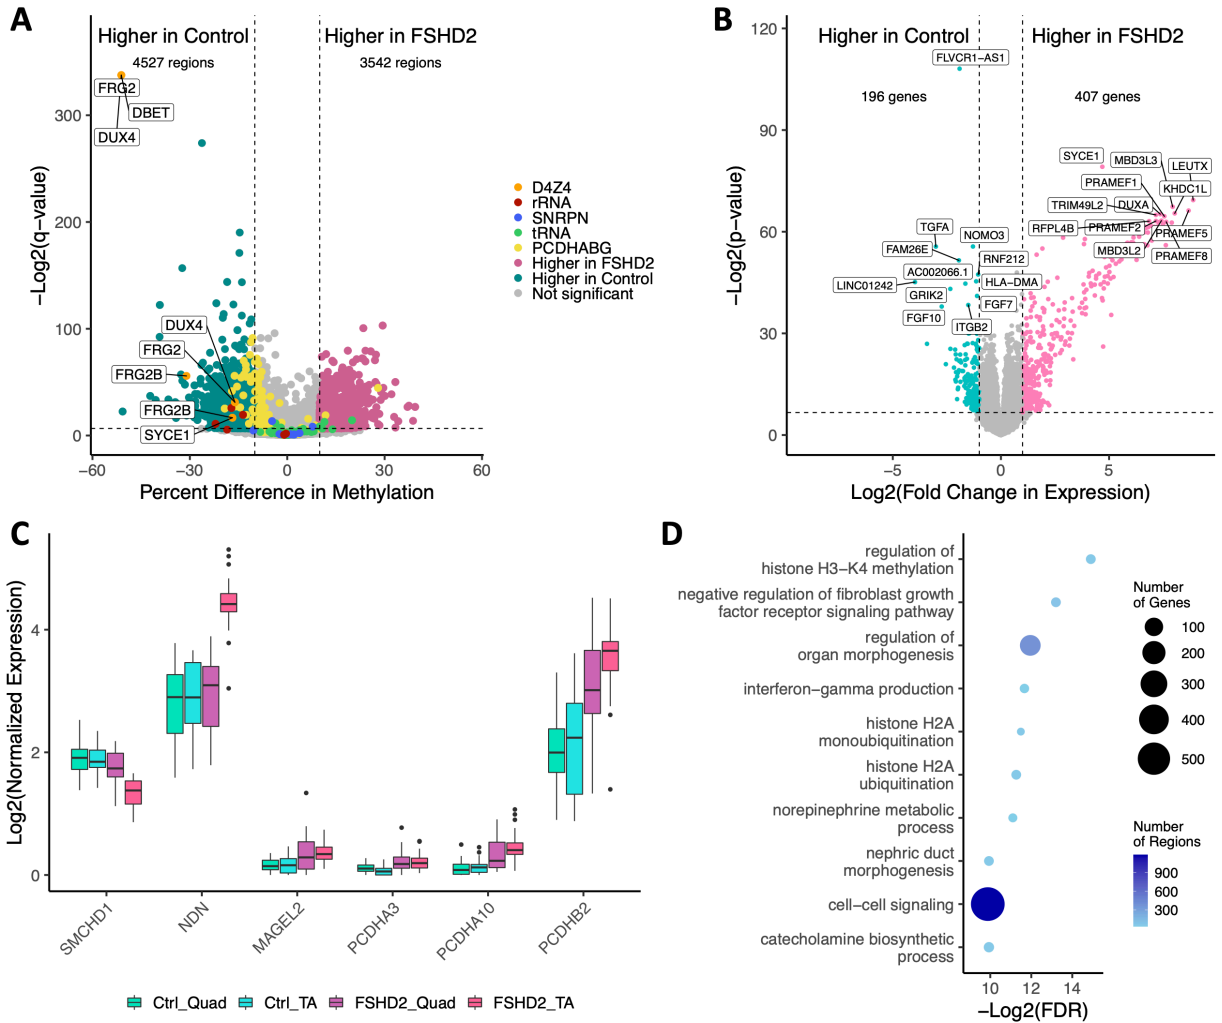 A
Higher in Control
Higher in FSHD2
4527 regions
3542 regions
FRG2
DBET
DUX4
DUX4
FRG2
FRG2B
FRG2B
SYCE1
−Log2(q−value)
300
200
100
0
−60
−30
0
30
60
Percent Difference in Methylation
D4Z4
rRNA
SNRPN
tRNA
PCDHABG
Higher in FSHD2
Higher in Control
Not significant
B
Higher in Control
Higher in FSHD2
196 genes
407 genes
FLVCR1−AS1
SYCE1
MBD3L3
LEUTX
PRAMEF1
KHDC1L
TRIM49L2
DUXA
RFPL4B
PRAMEF2
PRAMEF5
MBD3L2
PRAMEF8
TGFA
NOMO3
FAM26E
RNF212
AC002066.1
LINC01242
HLA−DMA
GRIK2
FGF7
FGF10
ITGB2
−Log2(p−value)
120
90
60
30
0
−5
0
5
Log2(Fold Change in Expression)
C
Log2(Normalized Expression)
4
2
0
SMCHD1
NDN
MAGEL2
PCDHA3
PCDHA10
PCDHB2
Ctrl_Quad
Ctrl_TA
FSHD2_Quad
FSHD2_TA
D
regulation of
histone H3−K4 methylation
negative regulation of fibroblast growth
factor receptor signaling pathway
regulation of
organ morphogenesis
interferon−gamma production
histone H2A
monoubiquitination
histone H2A
ubiquitination
norepinephrine metabolic
process
nephric duct
morphogenesis
cell−cell signaling
catecholamine biosynthetic
process
10
12
14
−Log2(FDR)
Number
of Genes
100
200
300
400
500
Number
of Regions
900
600
300